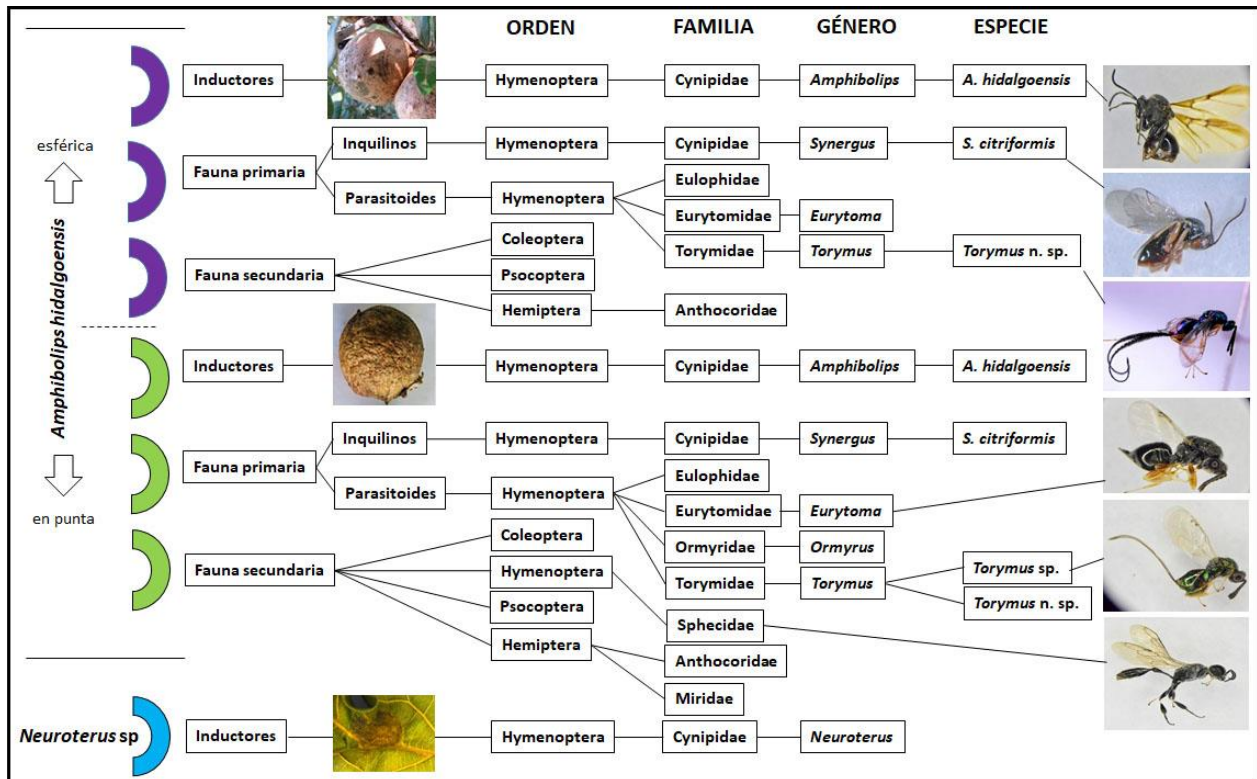 ORDEN FAMILIA GÉNERO ESPECIE
Inductores Hymenoptera Cynipidae Amphibolips A. hidalgoensis
esférica
Inquilinos Hymenoptera Cynipidae Synergus S. citriformis
Fauna primaria
Eulophidae
Parasitoides Hymenoptera
Eurytomidae Eurytoma
Coleoptera
Torymidae Torymus Torymus n. sp.
Fauna secundaria Psocoptera
Hemiptera Anthocoridae
Amphibolips hidalgoensis
Inductores Hymenoptera Cynipidae Amphibolips A. hidalgoensis
Inquilinos Hymenoptera Cynipidae Synergus S. citriformis
Fauna primaria
Eulophidae
Parasitoides Hymenoptera
Eurytomidae Eurytoma
en punta
Coleoptera
Ormyridae Ormyrus
Fauna secundaria Hymenoptera
Torymidae Torymus Torymus sp.
Torymus n. sp.
Psocoptera
Sphecidae
Hemiptera
Anthocoridae
Miridae
Neuroterus sp Inductores Hymenoptera Cynipidae Neuroterus